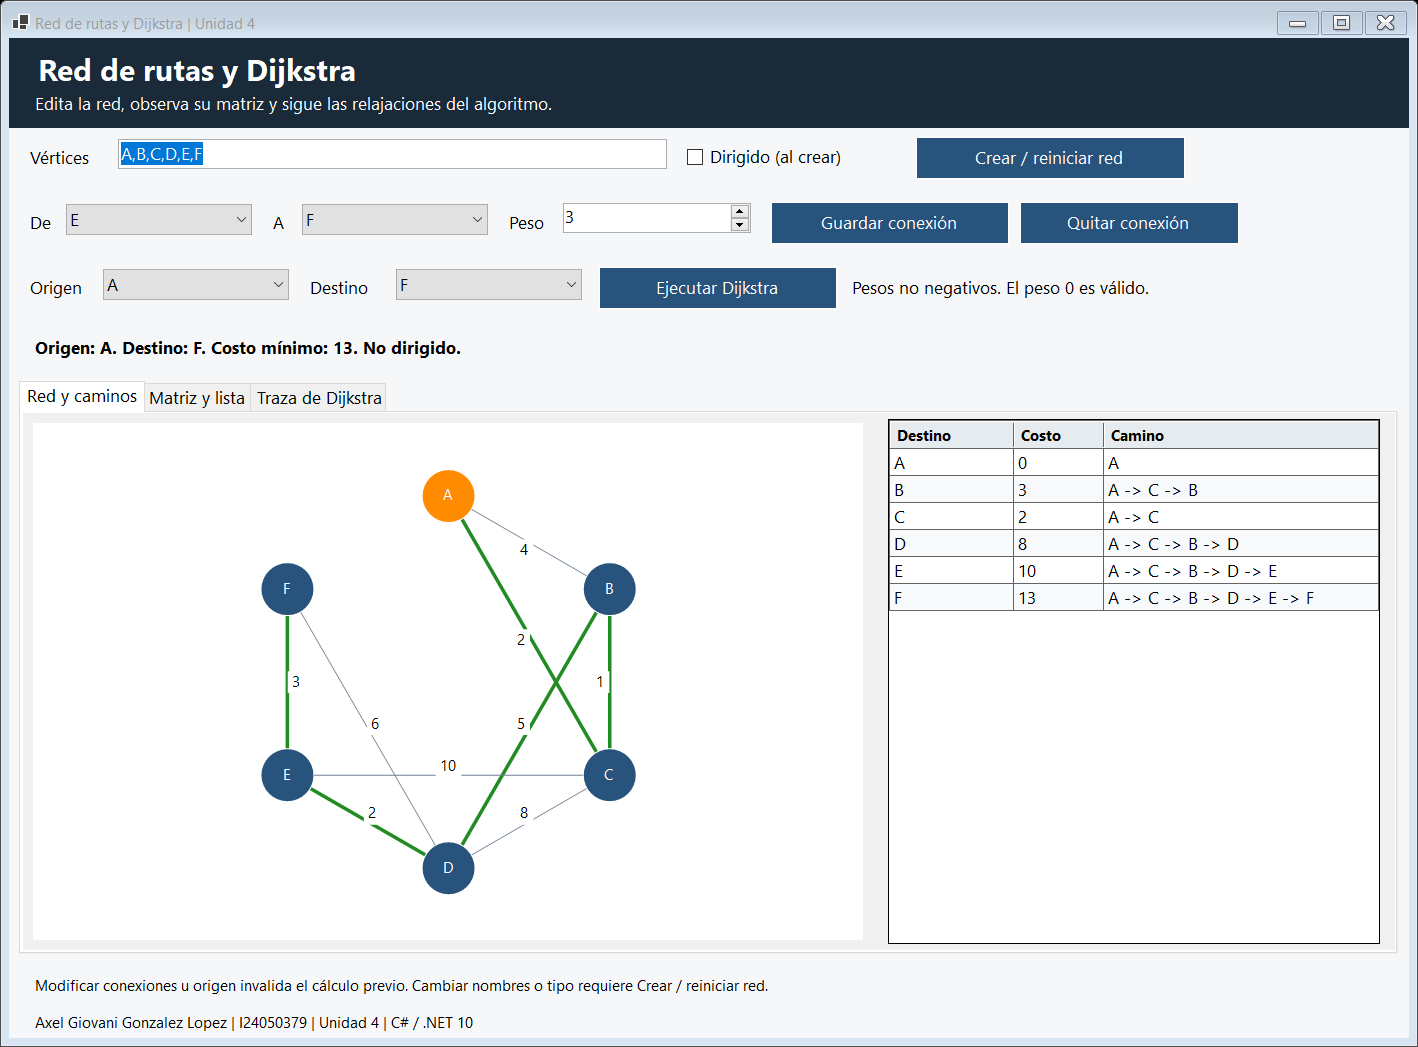 Red de rutas y Dijkstra | Unidad 4
Red de rutas y Dijkstra
Edita la red, observa su matriz y sigue las relajaciones del algoritmo.
Vértices A,B,C,D,E,F Dirigido (al crear) Crear / reiniciar red
De E A F Peso 3 Guardar conexión Quitar conexión
Origen A Destino F Ejecutar Dijkstra Pesos no negativos. El peso 0 es válido.
Origen: A. Destino: F. Costo mínimo: 13. No dirigido.
Red y caminos Matriz y lista Traza de Dijkstra
A
4
F
B
2
3
1
6
5
10
E
C
2
8
D
Destino Costo Camino
A 0 A
B 3 A -> C -> B
C 2 A -> C
D 8 A -> C -> B -> D
E 10 A -> C -> B -> D -> E
F 13 A -> C -> B -> D -> E -> F
Modificar conexiones u origen invalida el cálculo previo. Cambiar nombres o tipo requiere Crear / reiniciar red.
Axel Giovani Gonzalez Lopez | I24050379 | Unidad 4 | C# / .NET 10